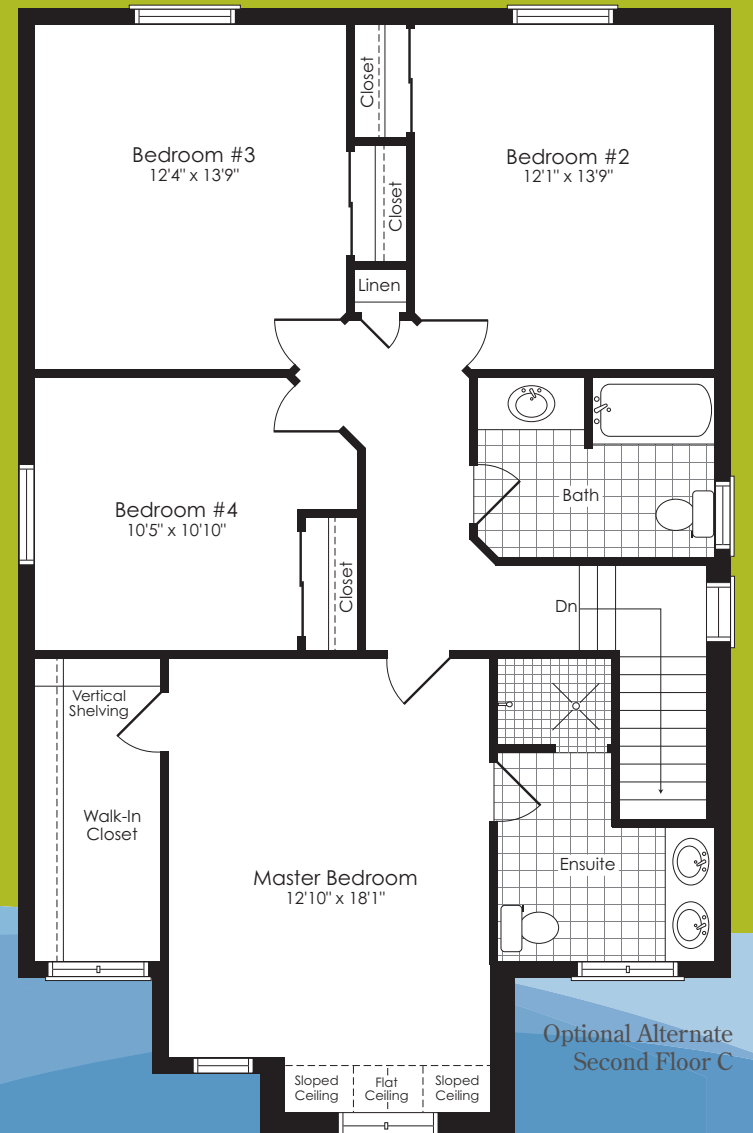 Closet
Bedroom #3
12'4" x 13'9"
Bedroom #2
12'1" x 13'9"
Closet
Linen
Bedroom #4
10'5" x 10'10"
Bath
Closet
Dn
Vertical
Shelving
Walk-In
Closet
Master Bedroom
12'10" x 18'1"
Ensuite
Optional Alternate
Second Floor C
Sloped
Ceiling
Flat
Ceiling
Sloped
Ceiling